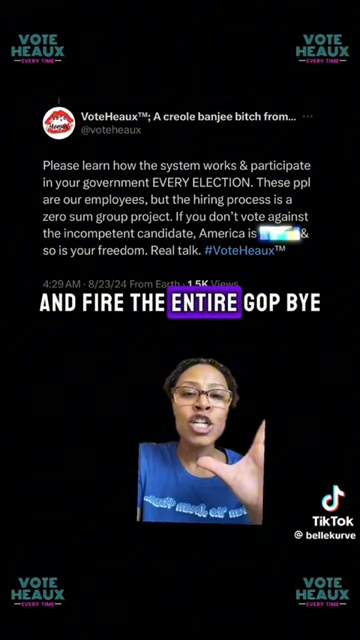 VOTE
HEAUX
EVERY TIME
VOTE
HEAUX
EVERY TIME
VoteHeaux™; A creole banjee bitch from... ...
@voteheaux
Please learn how the system works & participate
in your government EVERY ELECTION. These ppl
are our employees, but the hiring process is a
zero sum group project. If you don't vote against
the incompetent candidate, America is &
so is your freedom. Real talk. #VoteHeaux™
4:29 AM · 8/23/24 From Earth · 1.5K Views
AND FIRE THE ENTIRE GOP BYE
TikTok
@bellekurve
VOTE
HEAUX
EVERY TIME
VOTE
HEAUX
EVERY TIME